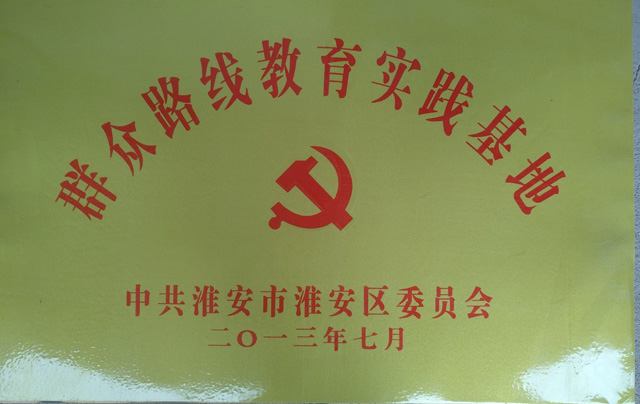 群众路线教育实践基地
中共淮安市淮安区委员会
二〇一三年七月